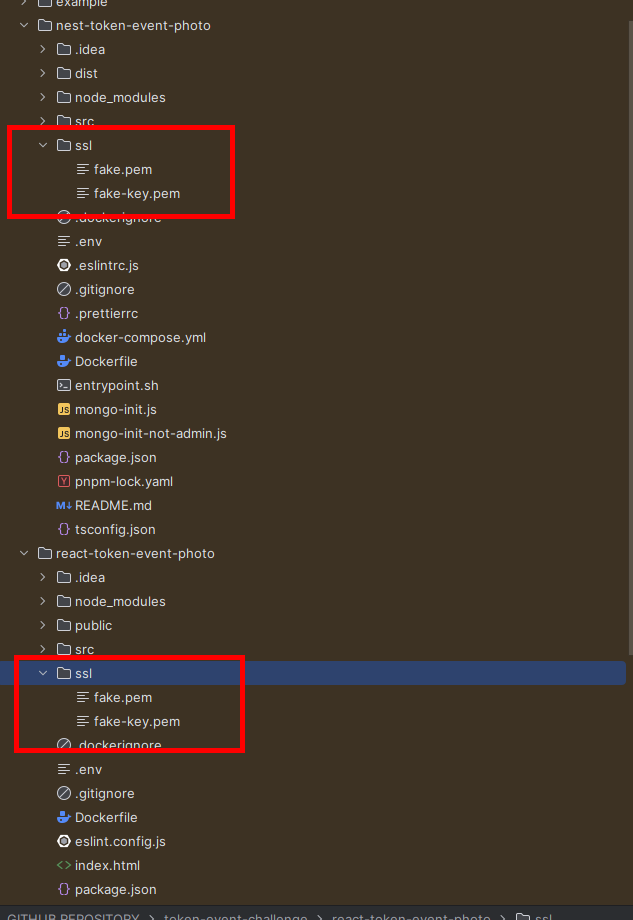 example
nest-token-event-photo
.idea
dist
node_modules
src
ssl
fake.pem
fake-key.pem
.dockerignore
.env
.eslintrc.js
.gitignore
{} .prettierrc
docker-compose.yml
Dockerfile
entrypoint.sh
JS mongo-init.js
JS mongo-init-not-admin.js
{} package.json
Y pnpm-lock.yaml
M↓ README.md
{} tsconfig.json
react-token-event-photo
.idea
node_modules
public
src
ssl
fake.pem
fake-key.pem
.dockerignore
.env
.gitignore
Dockerfile
eslint.config.js
<> index.html
{} package.json
GITHUB REPOSITORY > token-event-challenge > react-token-event-photo > ssl